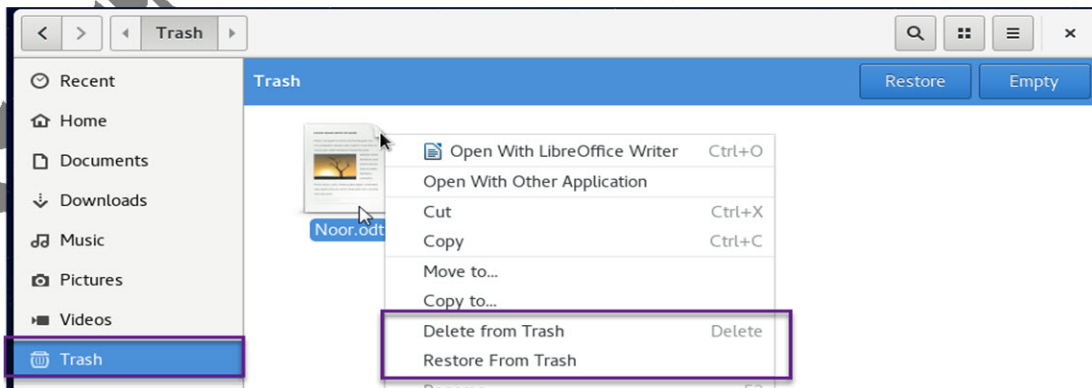 Trash
Recent
Home
Documents
Downloads
Music
Pictures
Videos
Trash
Trash
Restore
Empty
Noor.odt
Open With LibreOffice Writer Ctrl+O
Open With Other Application
Cut Ctrl+X
Copy Ctrl+C
Move to...
Copy to...
Delete from Trash Delete
Restore From Trash